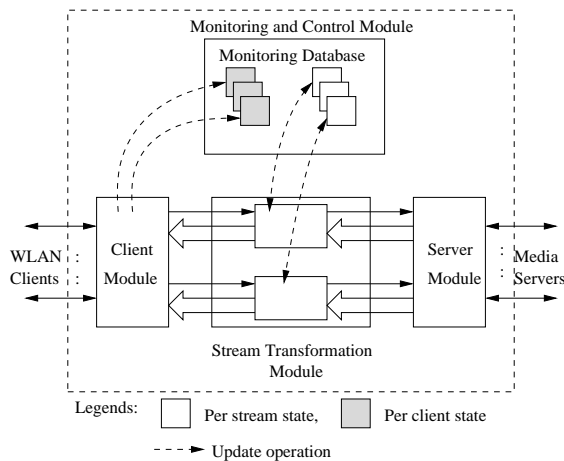 Monitoring and Control Module
Monitoring Database
WLAN :
Clients :
Client
Module
Server
Module
: Media
: Servers
Stream Transformation
Module
Legends:
Per stream state,
Per client state
Update operation